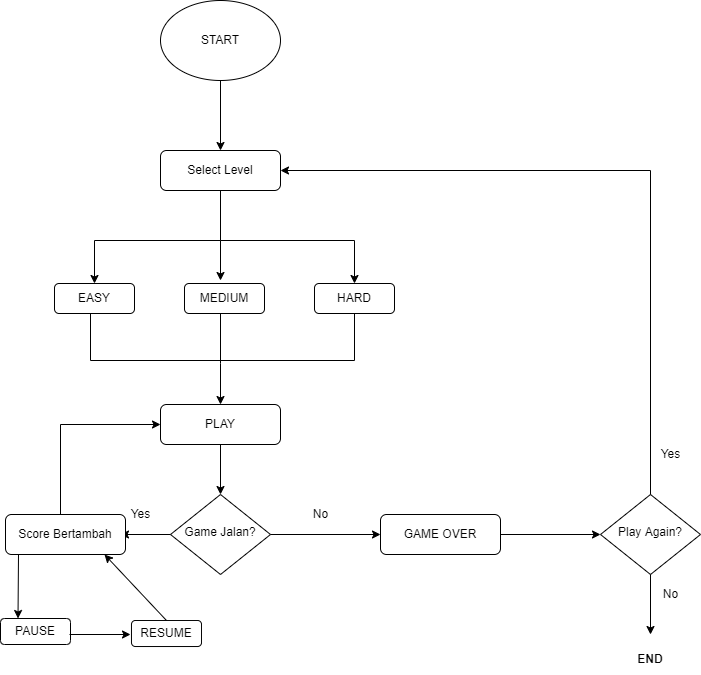 START
Select Level
EASY
MEDIUM
HARD
PLAY
Yes
Yes
No
Score Bertambah
Game Jalan?
GAME OVER
Play Again?
No
PAUSE
RESUME
END